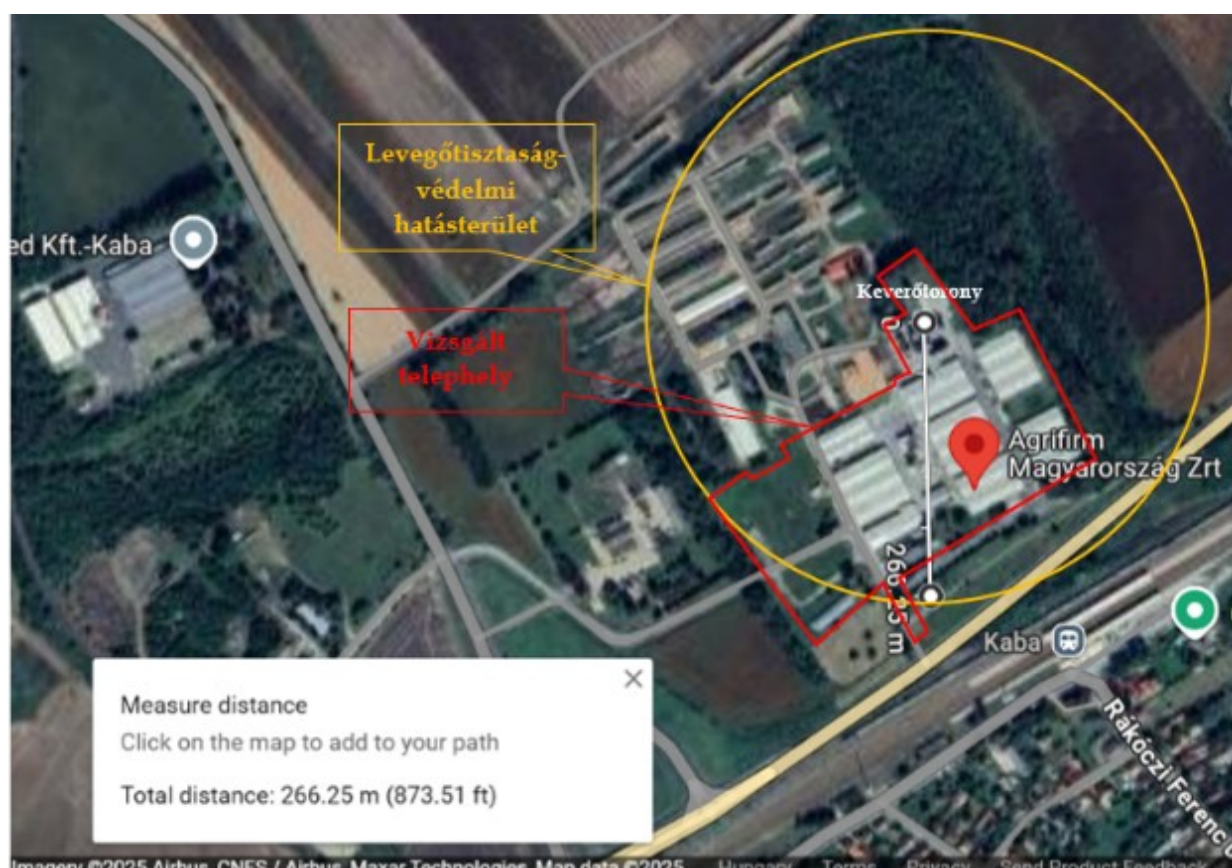 Levegőtisztaság-
védelmi
hatásterület
ed Kft.-Kaba
Keverőtorony
0
Vizsgált
telephely
Agrifirm
Magyarország Zrt
266.25 m
Kaba
Rákóczi Ferenc
Measure distance
Click on the map to add to your path
Total distance: 266.25 m (873.51 ft)
Imagery ©2025 Airbus, CNES / Airbus, Maxar Technologies, Map data ©2025 Hungary Terms Privacy Send Product Feedback